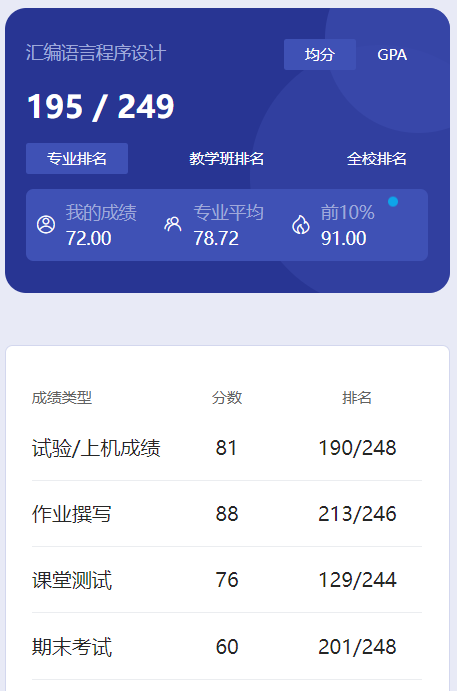 汇编语言程序设计 均分 GPA
195 / 249
专业排名 教学班排名 全校排名
我的成绩 专业平均 前10%
72.00 78.72 91.00
成绩类型 分数 排名
试验/上机成绩 81 190/248
作业撰写 88 213/246
课堂测试 76 129/244
期末考试 60 201/248